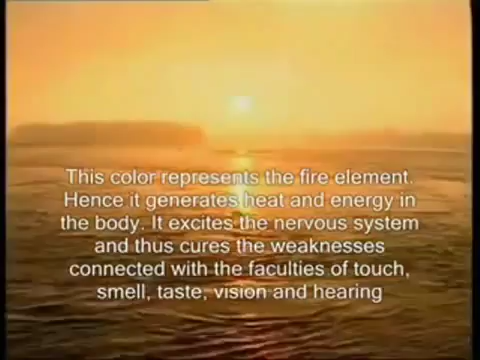 This color represents the fire element.
Hence it generates heat and energy in
the body. It excites the nervous system
and thus cures the weaknesses
connected with the faculties of touch,
smell, taste, vision and hearing